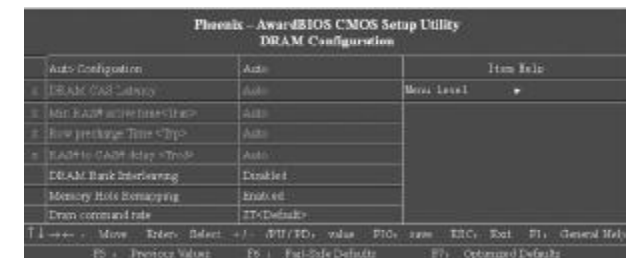 Phoenix - AwardBIOS CMOS Setup Utility
DRAM Configuration
Auto Configuration Auto Item Help
x DRAM CAS Latency Auto Menu Level ▸
x Min RAS# active time<Tras> Auto
x Row precharge Time <Trp> Auto
x RAS# to CAS# delay <Trcd> Auto
DRAM Bank Interleaving Disabled
Memory Hole Remapping Enabled
Dram command rate 2T<Default>
↑↓→← : Move Enter: Select +/- /PU/PD: value F10: save ESC: Exit F1: General Help
F5 : Previous Values F6 : Fail-Safe Defaults F7: Optimized Defaults